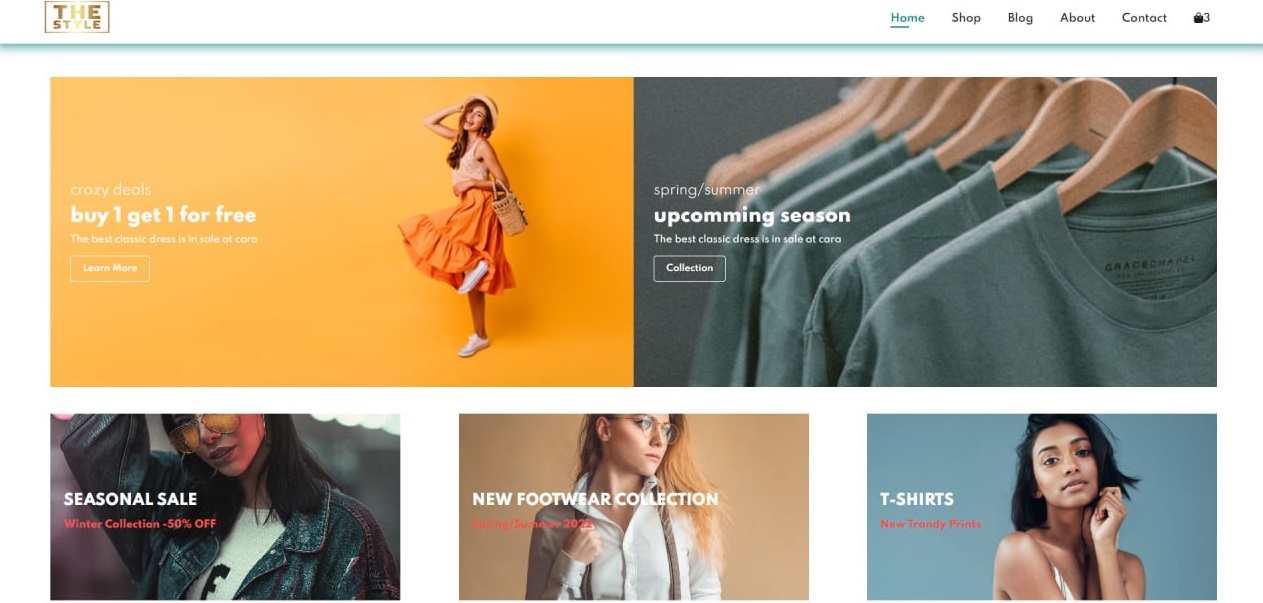 THE
STYLE
Home Shop Blog About Contact 3
crazy deals
buy 1 get 1 for free
The best classic dress is in sale at cara
Learn More
spring/summer
upcomming season
The best classic dress is in sale at cara
Collection
GRADECHAPEL
SEASONAL SALE
Winter Collection -50% OFF
NEW FOOTWEAR COLLECTION
Spring/Summer 2022
T-SHIRTS
New Trandy Prints